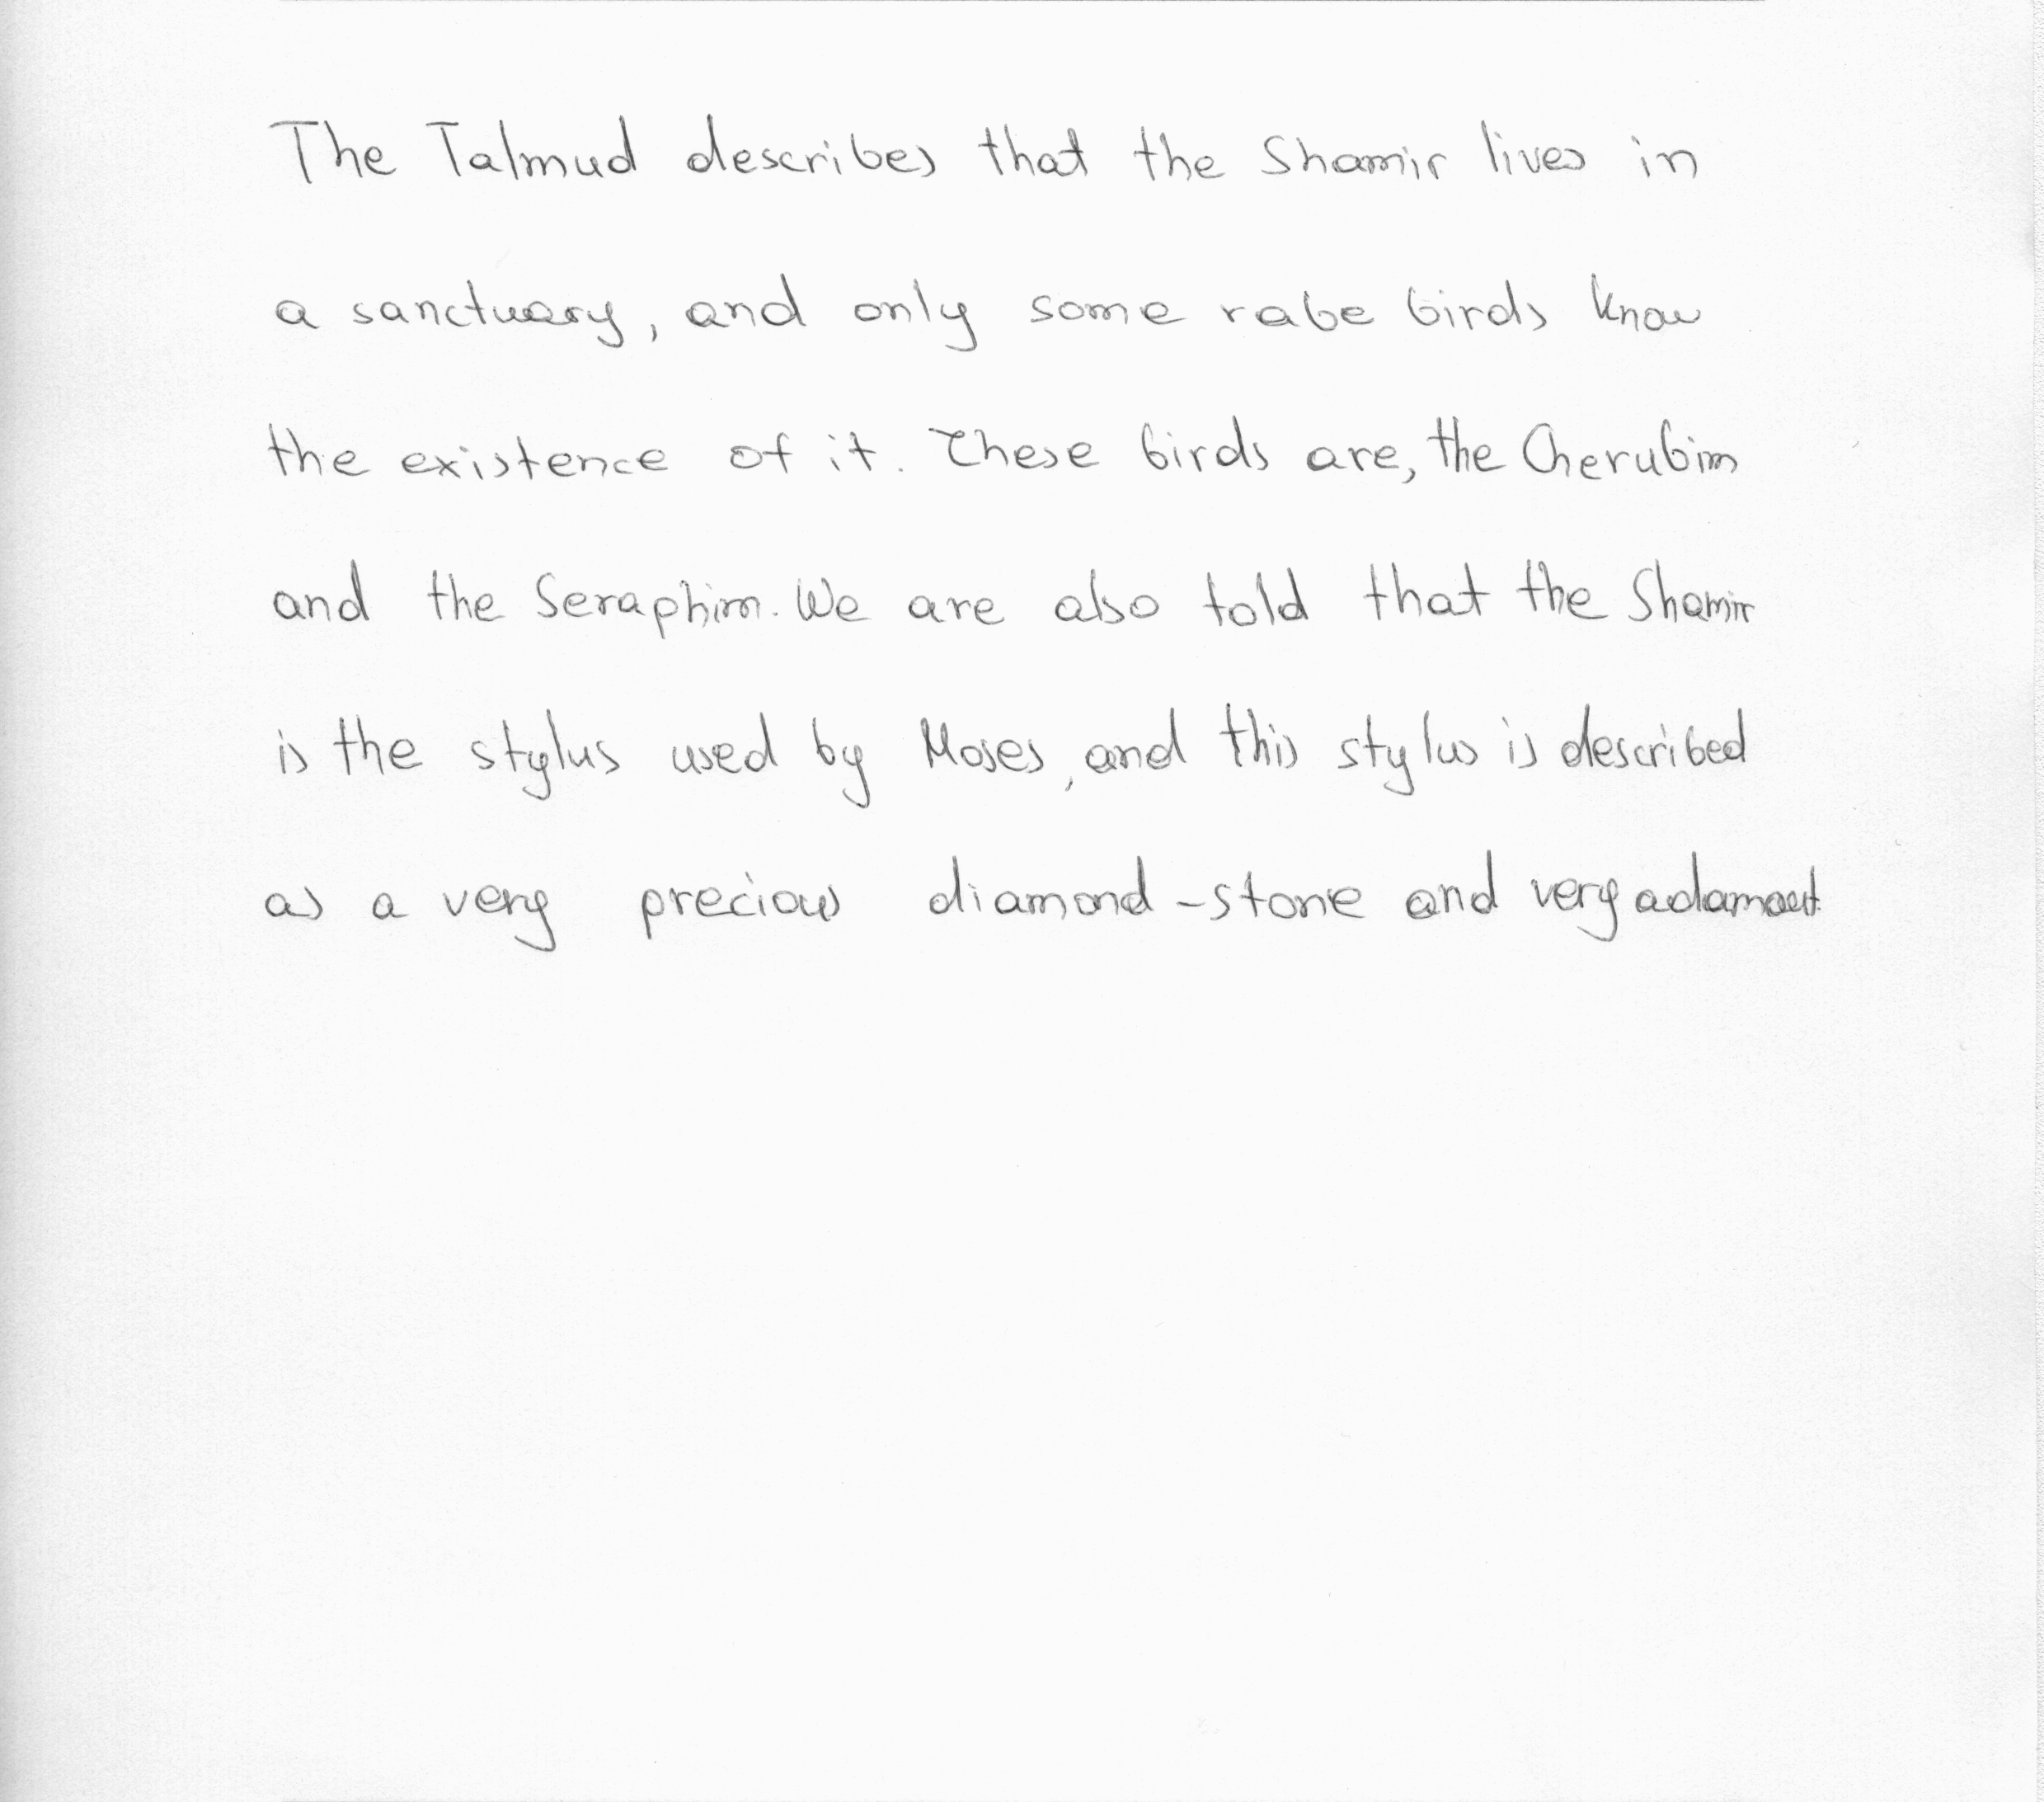 The Talmud describes that the Shamir lives in
a sanctuary, and only some rabe birds know
the existence of it. These birds are, the Cherubim
and the Seraphim. We are also told that the Shamir
is the stylus used by Moses, and this stylus is described
as a very precious diamond-stone and very